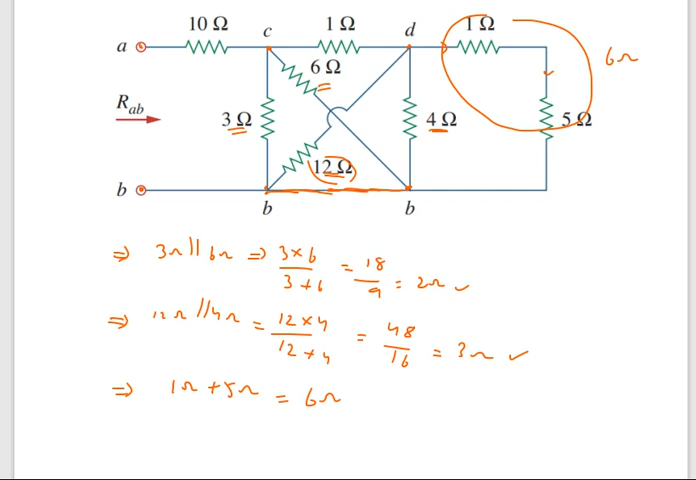 10 Ω c 1 Ω d 1 Ω
a
6 Ω 6Ω
R_ab 3 Ω 4 Ω 5 Ω
12 Ω
b
b b
⇒ 3Ω || 6Ω ⇒ 3×6 / 3+6 = 18 / 9 = 2Ω ✓
⇒ 12Ω // 4Ω = 12×4 / 12+4 = 48 / 16 = 3Ω ✓
⇒ 1Ω + 5Ω = 6Ω